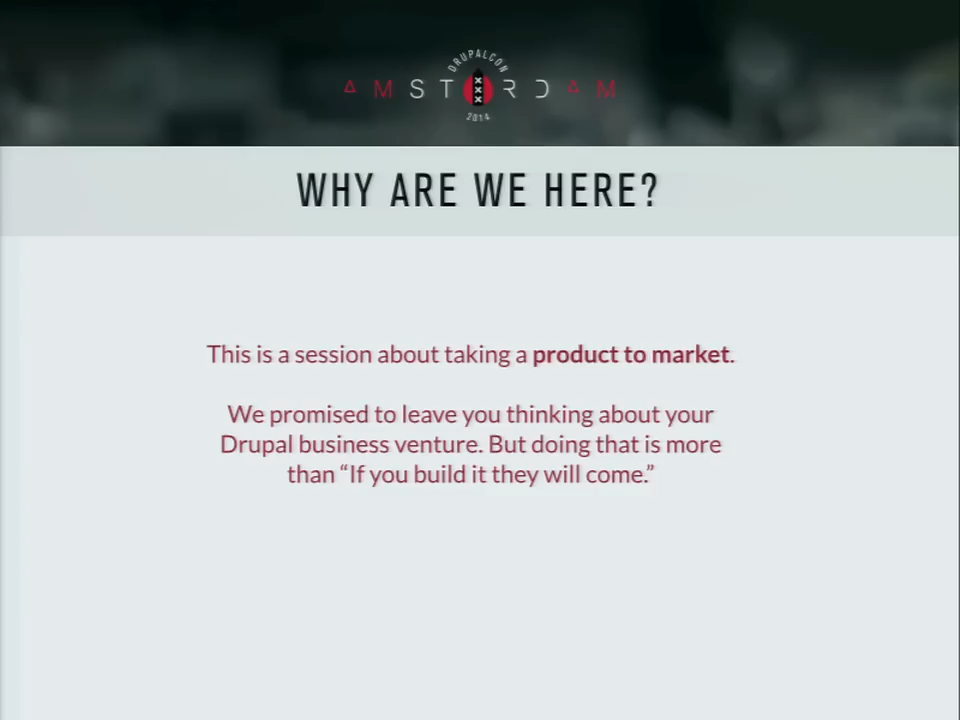 DRUPALCON
AMSTERDAM
2014
WHY ARE WE HERE?
This is a session about taking a product to market.
We promised to leave you thinking about your
Drupal business venture. But doing that is more
than “If you build it they will come.”